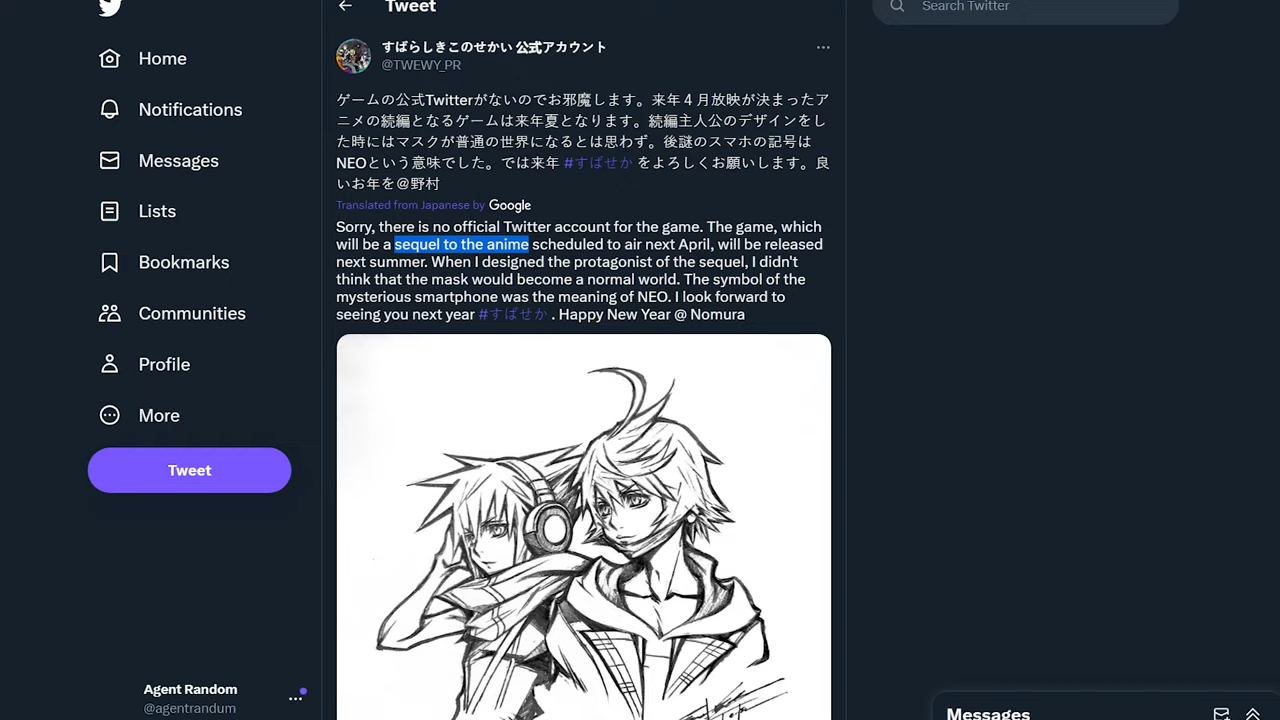 Tweet
Search Twitter
Home
Notifications
Messages
Lists
Bookmarks
Communities
Profile
More
Tweet
Agent Random
@agentrandum
すばらしきこのせかい 公式アカウント
@TWEWY_PR
ゲームの公式Twitterがないのでお邪魔します。来年４月放映が決まったア
ニメの続編となるゲームは来年夏となります。続編主人公のデザインをし
た時にはマスクが普通の世界になるとは思わず。後謎のスマホの記号は
NEOという意味でした。では来年 #すばせか をよろしくお願いします。良
いお年を＠野村
Translated from Japanese by Google
Sorry, there is no official Twitter account for the game. The game, which
will be a sequel to the anime scheduled to air next April, will be released
next summer. When I designed the protagonist of the sequel, I didn't
think that the mask would become a normal world. The symbol of the
mysterious smartphone was the meaning of NEO. I look forward to
seeing you next year #すばせか . Happy New Year @ Nomura
Messages